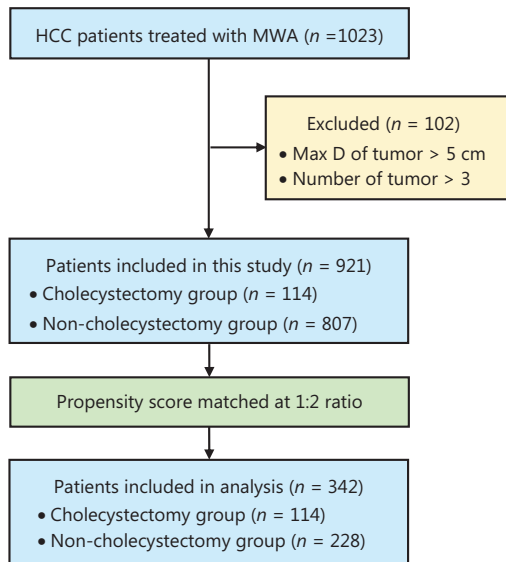 HCC patients treated with MWA (n =1023)
Excluded (n = 102)
• Max D of tumor > 5 cm
• Number of tumor > 3
Patients included in this study (n = 921)
• Cholecystectomy group (n = 114)
• Non-cholecystectomy group (n = 807)
Propensity score matched at 1:2 ratio
Patients included in analysis (n = 342)
• Cholecystectomy group (n = 114)
• Non-cholecystectomy group (n = 228)